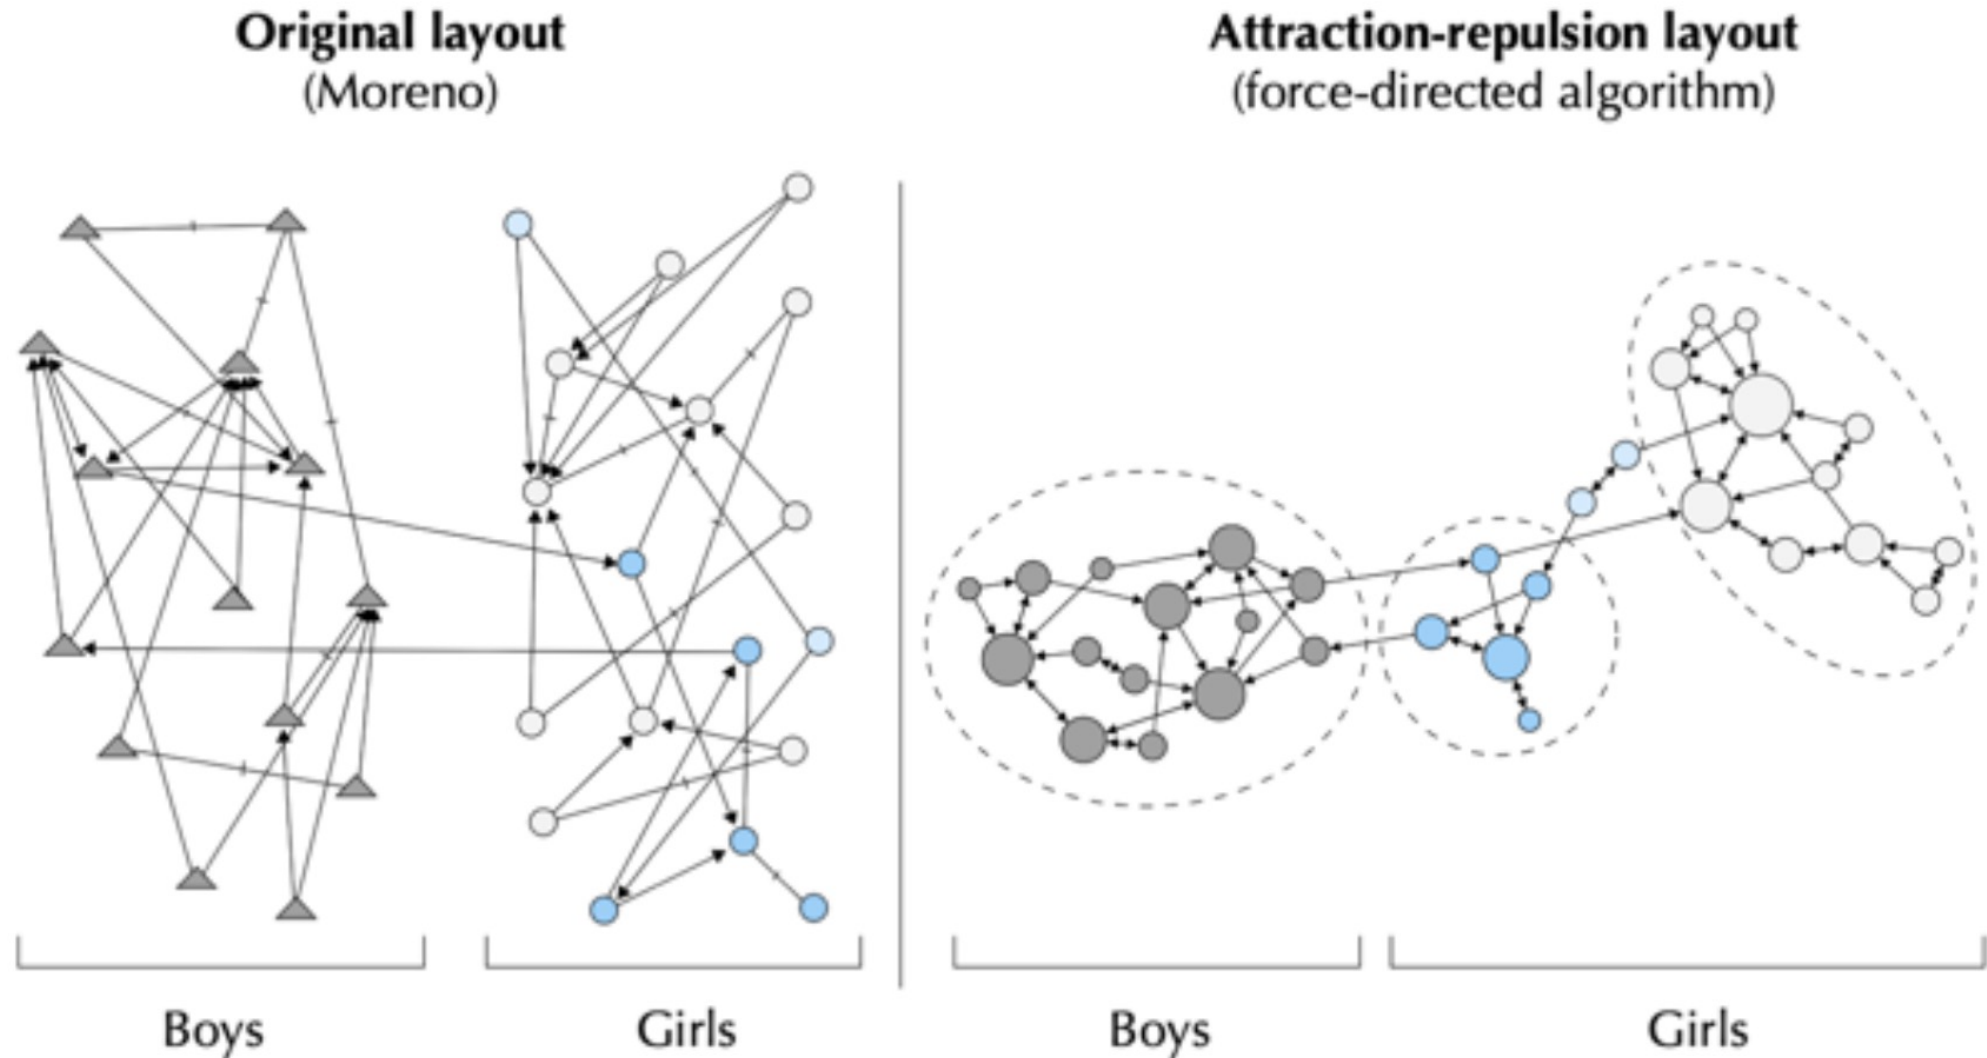 Original layout
(Moreno)
Attraction-repulsion layout
(force-directed algorithm)
Boys
Girls
Boys
Girls